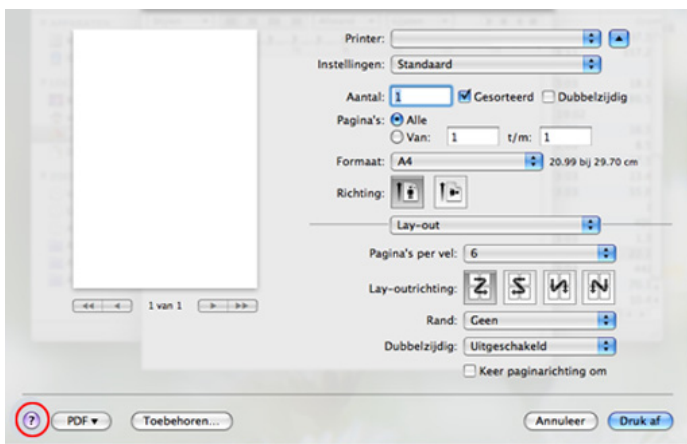 Printer:
Instellingen: Standaard
Aantal: 1 Gesorteerd Dubbelzijdig
Pagina's: Alle
Van: 1 t/m: 1
Formaat: A4 20.99 bij 29.70 cm
Richting:
Lay-out
Pagina's per vel: 6
Lay-outrichting:
Rand: Geen
Dubbelzijdig: Uitgeschakeld
Keer paginarichting om
1 van 1
? PDF▾ Toebehoren... Annuleer Druk af